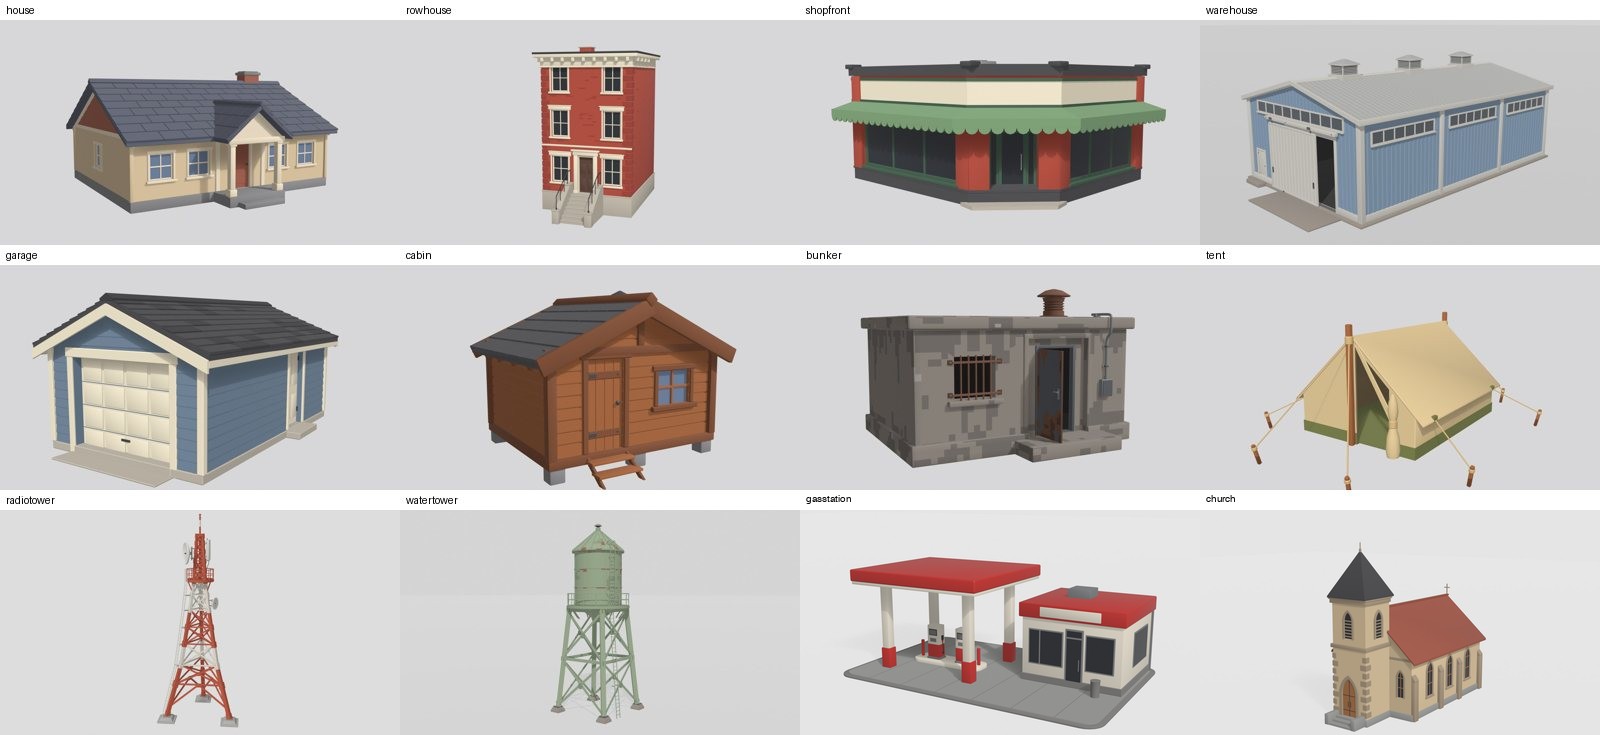 house
rowhouse
shopfront
warehouse
garage
cabin
bunker
tent
radiotower
watertower
gasstation
church